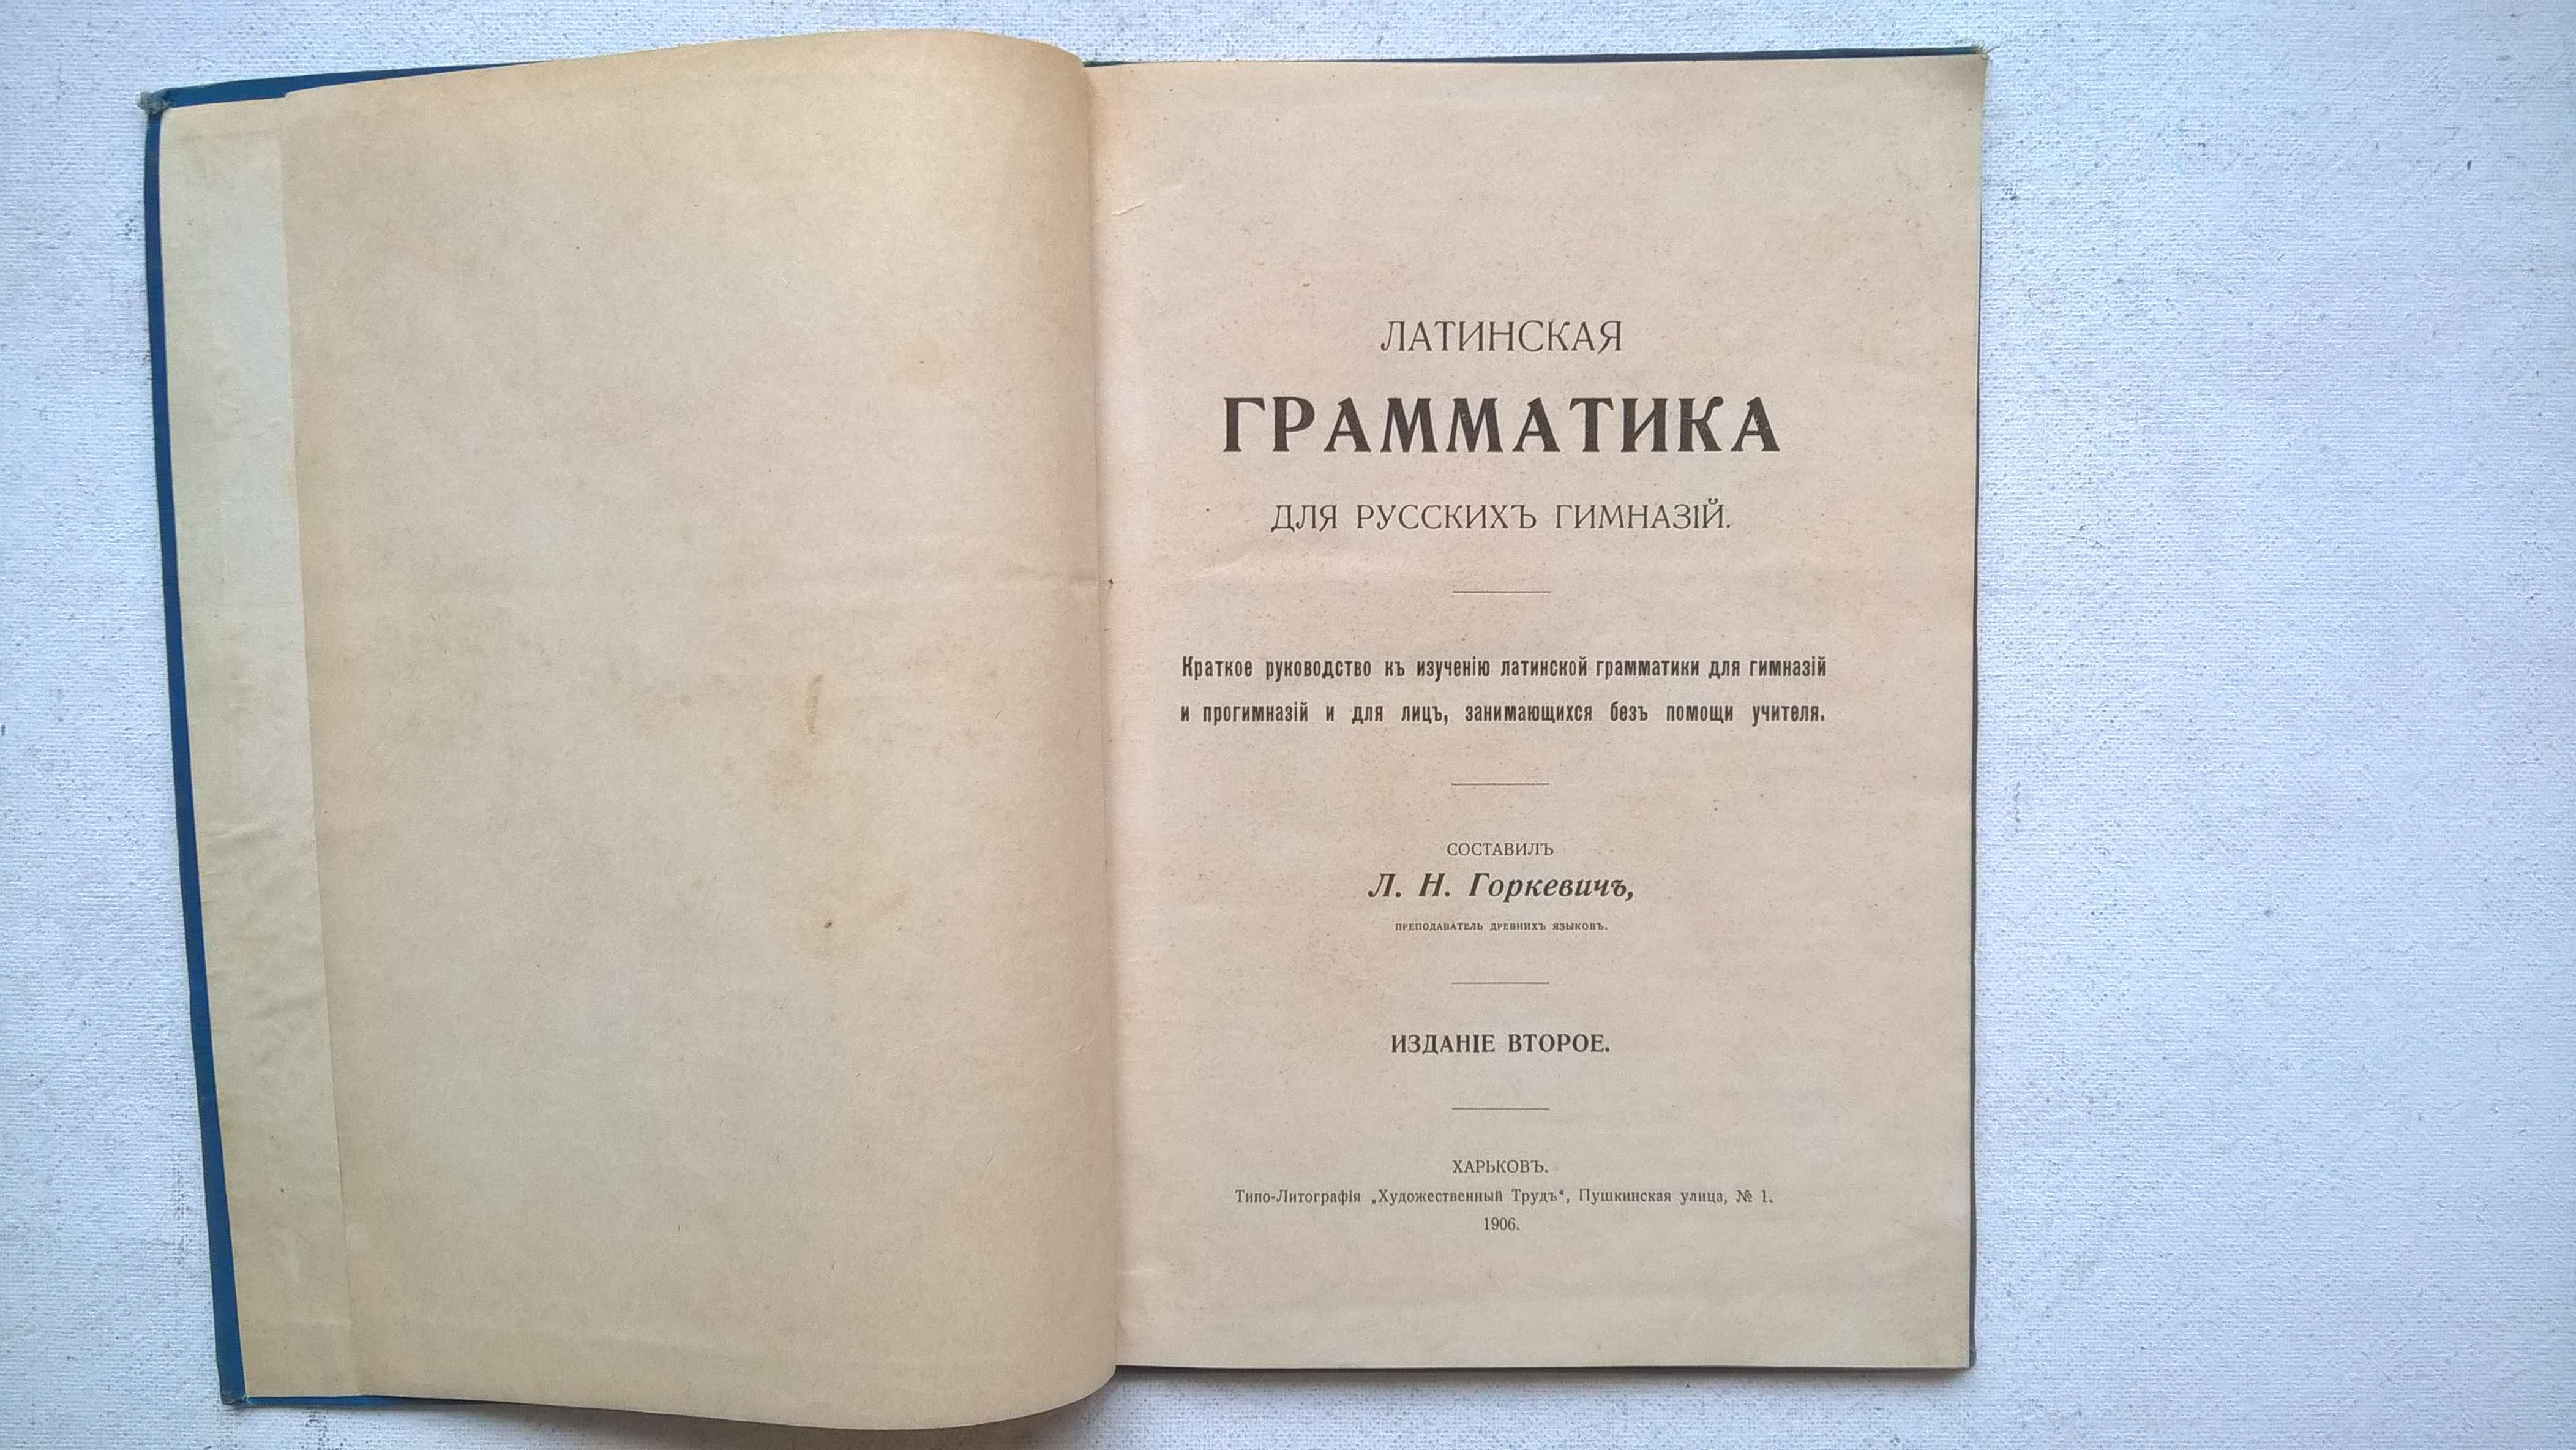 ЛАТИНСКАЯ
ГРАММАТИКА
ДЛЯ РУССКИХЪ ГИМНАЗІЙ.
Краткое руководство къ изученію латинской грамматики для гимназій
и прогимназій и для лицъ, занимающихся безъ помощи учителя.
СОСТАВИЛЪ
Л. Н. Горкевичъ,
ПРЕПОДАВАТЕЛЬ ДРЕВНИХЪ ЯЗЫКОВЪ.
ИЗДАНІЕ ВТОРОЕ.
ХАРЬКОВЪ.
Типо-Литографія „Художественный Трудъ“, Пушкинская улица, № 1.
1906.